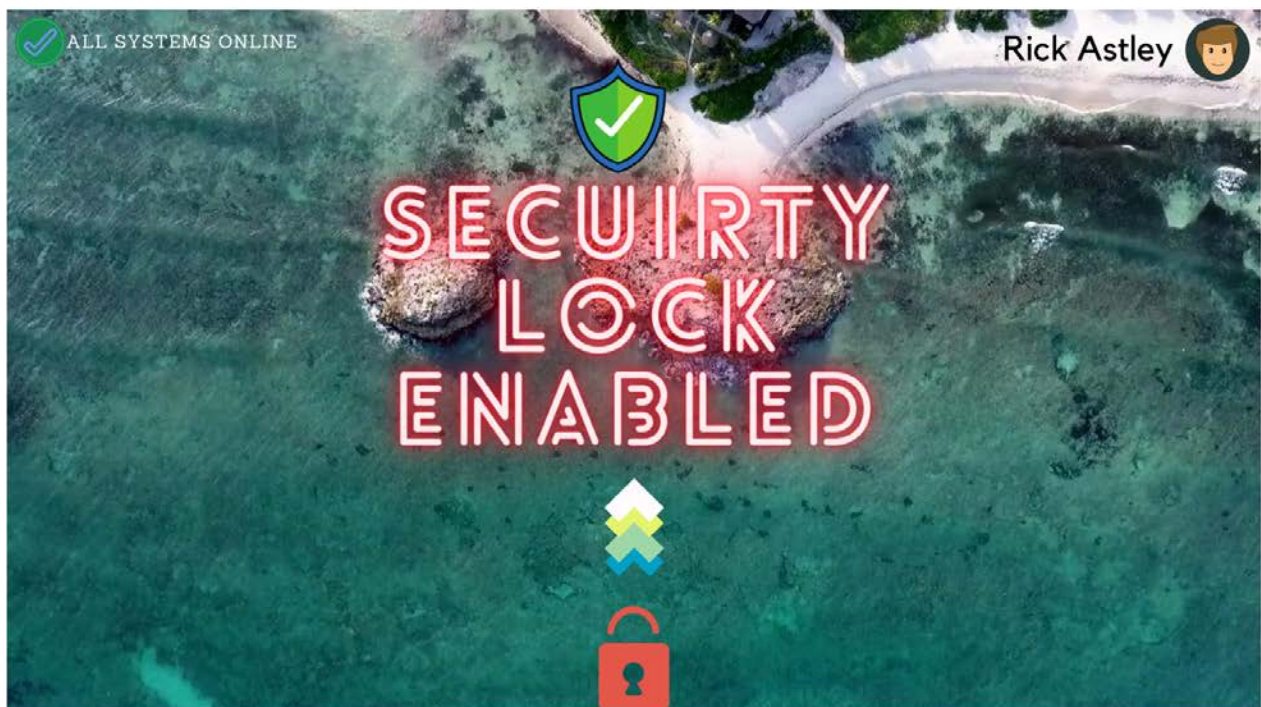 ALL SYSTEMS ONLINE
Rick Astley
SECUIRTY
LOCK
ENABLED